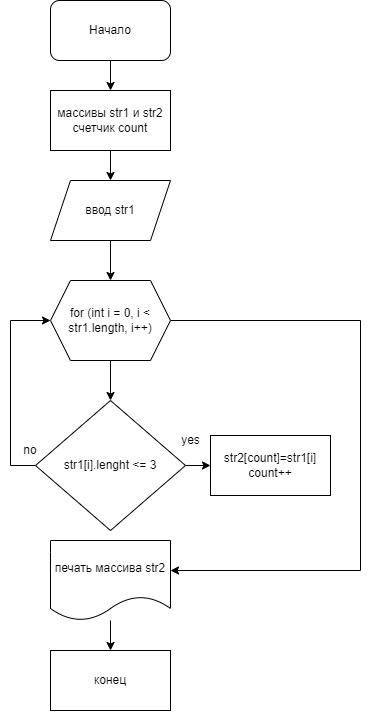 Начало
массивы str1 и str2
счетчик count
ввод str1
for (int i = 0, i <
str1.length, i++)
no
yes
str1[i].lenght <= 3
str2[count]=str1[i]
count++
печать массива str2
конец